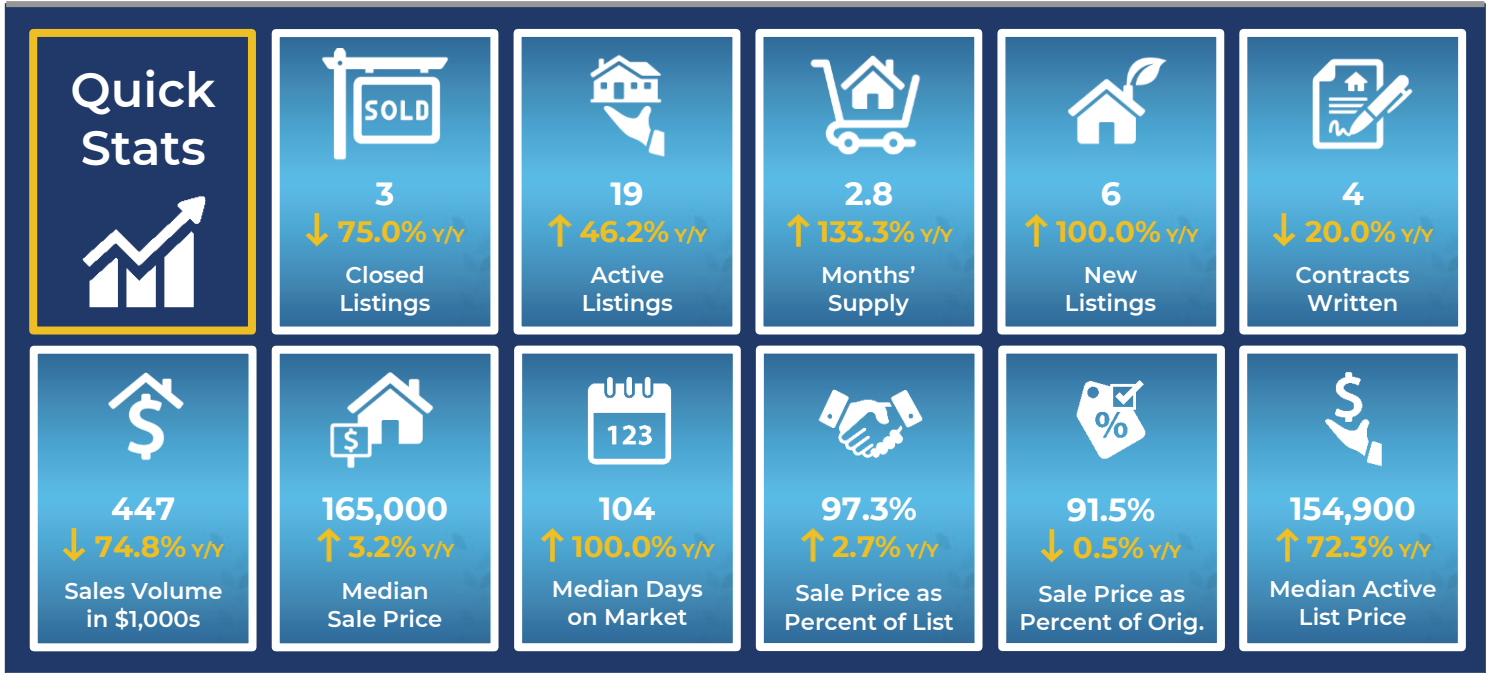 Quick
Stats
SOLD
3
↓ 75.0% Y/Y
Closed
Listings
19
↑ 46.2% Y/Y
Active
Listings
2.8
↑ 133.3% Y/Y
Months’
Supply
6
↑ 100.0% Y/Y
New
Listings
4
↓ 20.0% Y/Y
Contracts
Written
$
447
↓ 74.8% Y/Y
Sales Volume
in $1,000s
$
165,000
↑ 3.2% Y/Y
Median
Sale Price
123
104
↑ 100.0% Y/Y
Median Days
on Market
97.3%
↑ 2.7% Y/Y
Sale Price as
Percent of List
%
91.5%
↓ 0.5% Y/Y
Sale Price as
Percent of Orig.
$
154,900
↑ 72.3% Y/Y
Median Active
List Price